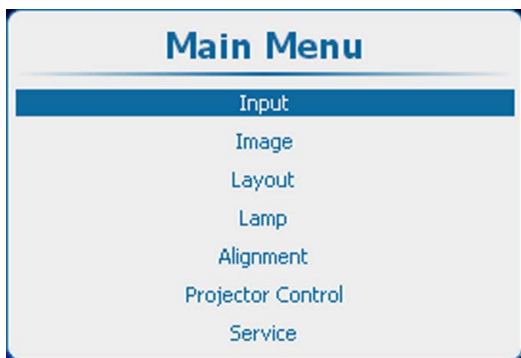 Main Menu
Input
Image
Layout
Lamp
Alignment
Projector Control
Service